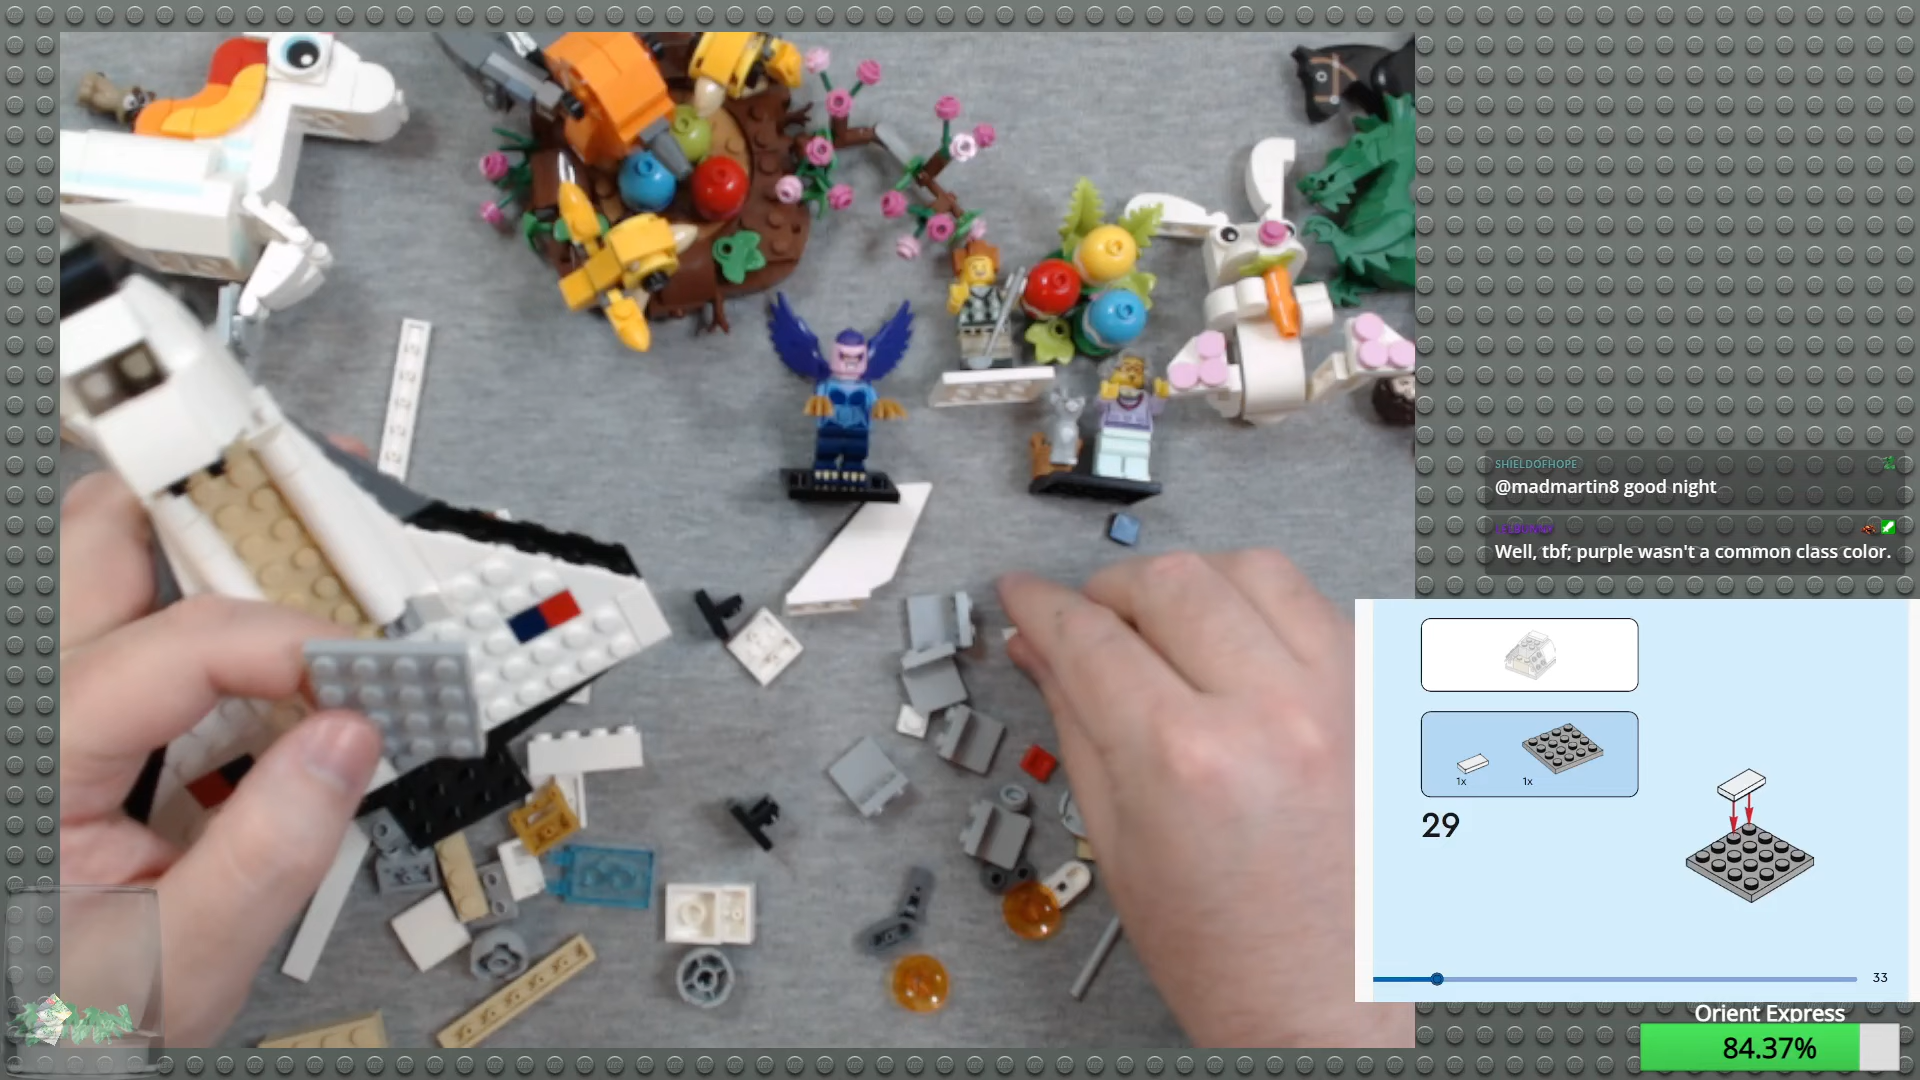 SHIELDOFHOPE
@madmartin8 good night
Well, tbf; purple wasn't a common class color.
1x
1x
29
33
Orient Express
84.37%